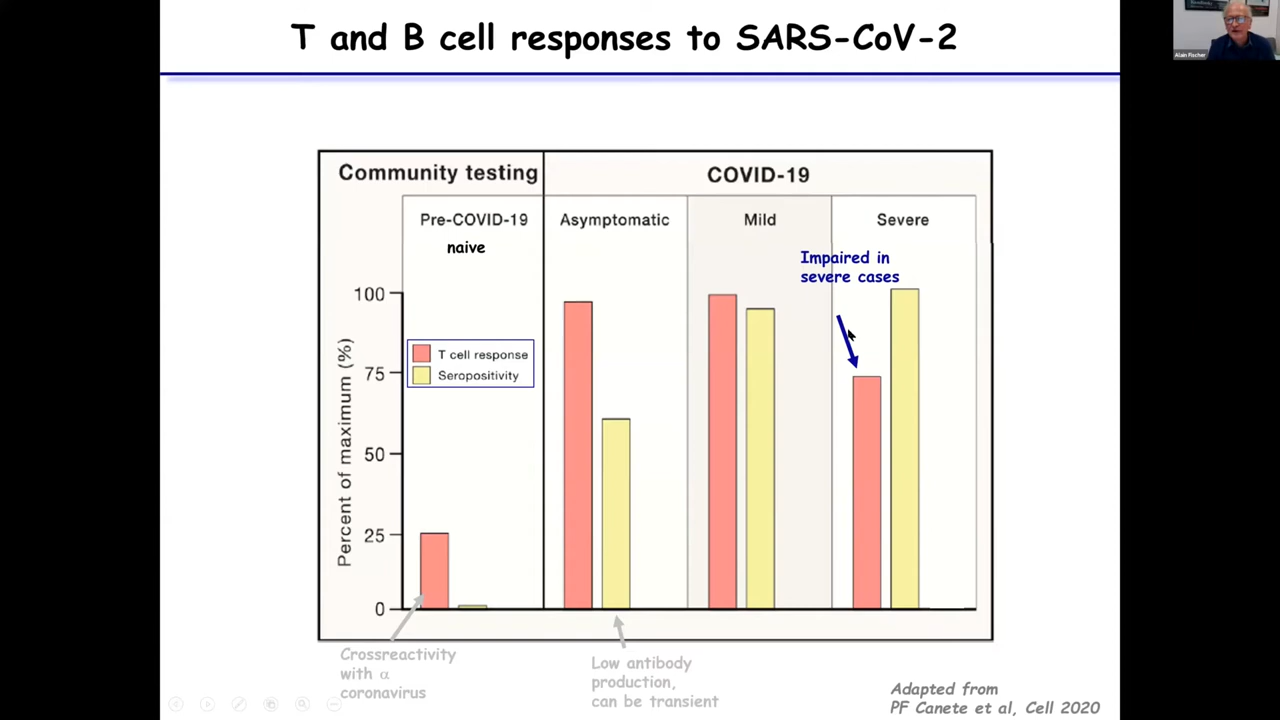 T and B cell responses to SARS-CoV-2
Alain Fischer
Community testing
COVID-19
Pre-COVID-19
naive
Asymptomatic
Mild
Severe
Impaired in
severe cases
Percent of maximum (%)
100
75
50
25
0
T cell response
Seropositivity
Crossreactivity
with α
coronavirus
Low antibody
production,
can be transient
Adapted from
PF Canete et al, Cell 2020